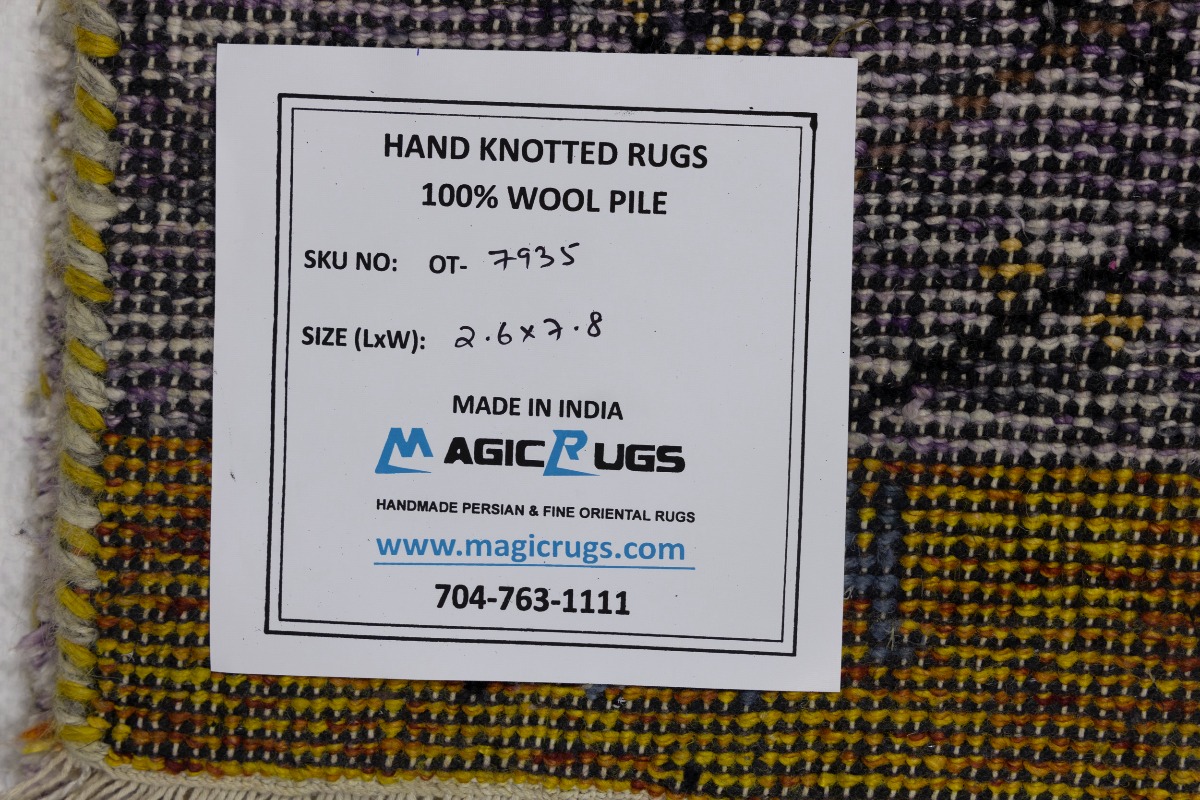 HAND KNOTTED RUGS
100% WOOL PILE
SKU NO: OT- 7935
SIZE (LxW): 2.6x7.8
MADE IN INDIA
MAGICRUGS
HANDMADE PERSIAN & FINE ORIENTAL RUGS
www.magicrugs.com
704-763-1111